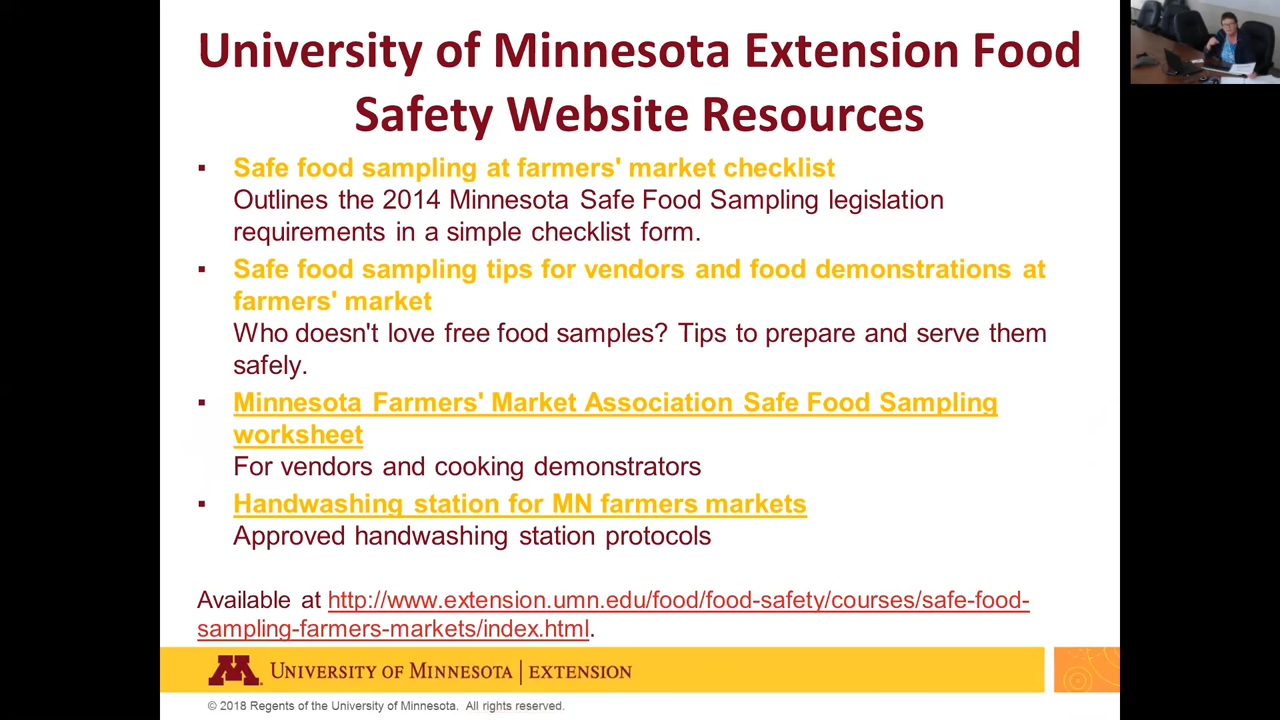 University of Minnesota Extension Food
Safety Website Resources
▪ Safe food sampling at farmers' market checklist
Outlines the 2014 Minnesota Safe Food Sampling legislation
requirements in a simple checklist form.
▪ Safe food sampling tips for vendors and food demonstrations at
farmers' market
Who doesn't love free food samples? Tips to prepare and serve them
safely.
▪ Minnesota Farmers' Market Association Safe Food Sampling
worksheet
For vendors and cooking demonstrators
▪ Handwashing station for MN farmers markets
Approved handwashing station protocols
Available at http://www.extension.umn.edu/food/food-safety/courses/safe-food-
sampling-farmers-markets/index.html.
M UNIVERSITY OF MINNESOTA | EXTENSION
© 2018 Regents of the University of Minnesota. All rights reserved.